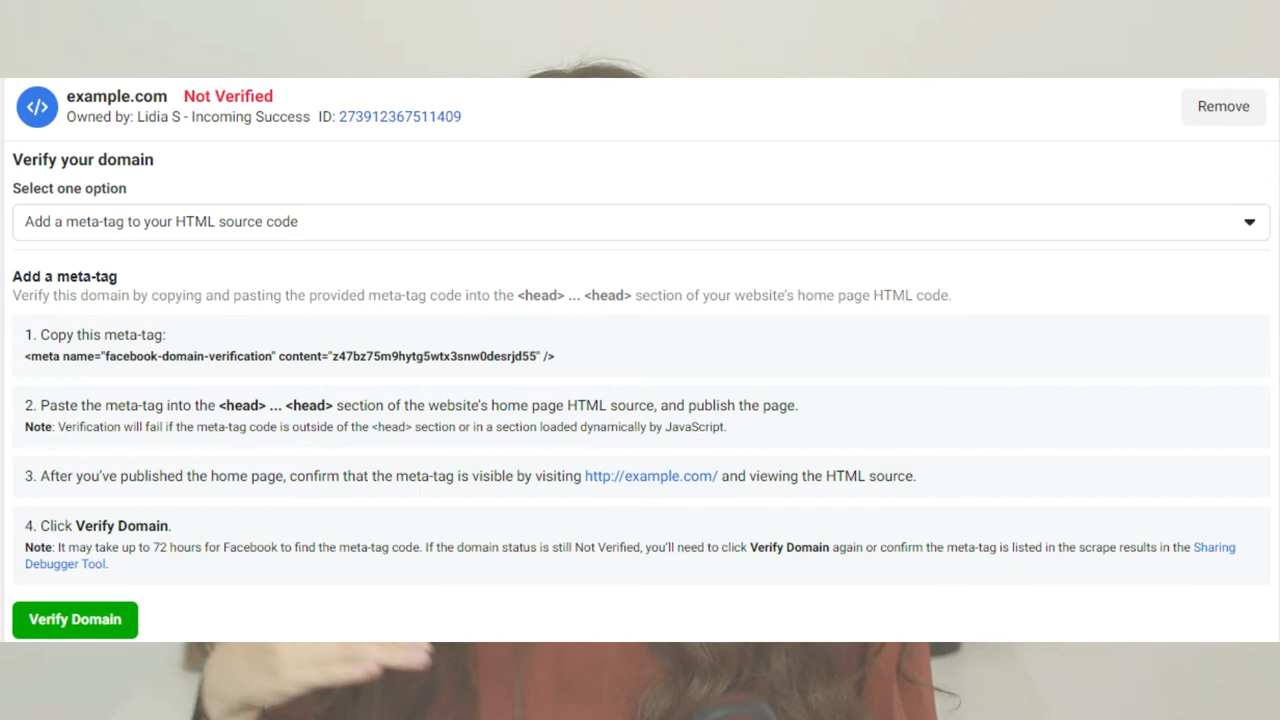 </>
example.com Not Verified
Owned by: Lidia S - Incoming Success ID: 273912367511409
Remove
Verify your domain
Select one option
Add a meta-tag to your HTML source code
Add a meta-tag
Verify this domain by copying and pasting the provided meta-tag code into the <head> ... <head> section of your website's home page HTML code.
1. Copy this meta-tag:
<meta name="facebook-domain-verification" content="z47bz75m9hytg5wtx3snw0desrjd55" />
2. Paste the meta-tag into the <head> ... <head> section of the website's home page HTML source, and publish the page.
Note: Verification will fail if the meta-tag code is outside of the <head> section or in a section loaded dynamically by JavaScript.
3. After you've published the home page, confirm that the meta-tag is visible by visiting http://example.com/ and viewing the HTML source.
4. Click Verify Domain.
Note: It may take up to 72 hours for Facebook to find the meta-tag code. If the domain status is still Not Verified, you'll need to click Verify Domain again or confirm the meta-tag is listed in the scrape results in the Sharing
Debugger Tool.
Verify Domain